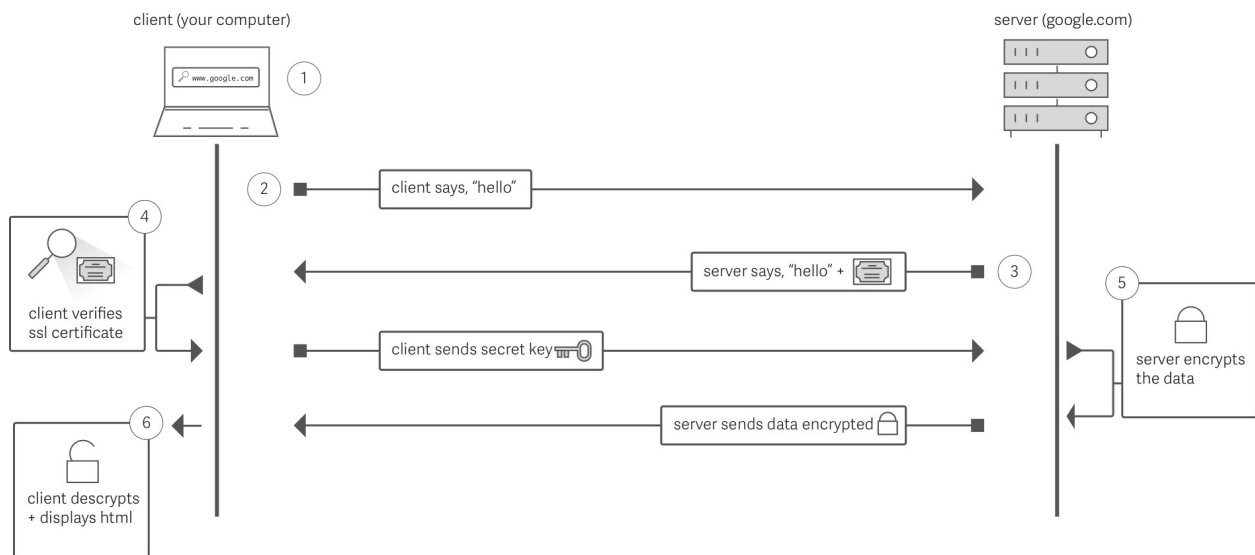 client (your computer)
server (google.com)
www.google.com
1
2
client says, “hello”
4
client verifies
ssl certificate
server says, “hello” +
3
5
server encrypts
the data
client sends secret key
6
server sends data encrypted
client descrypts
+ displays html